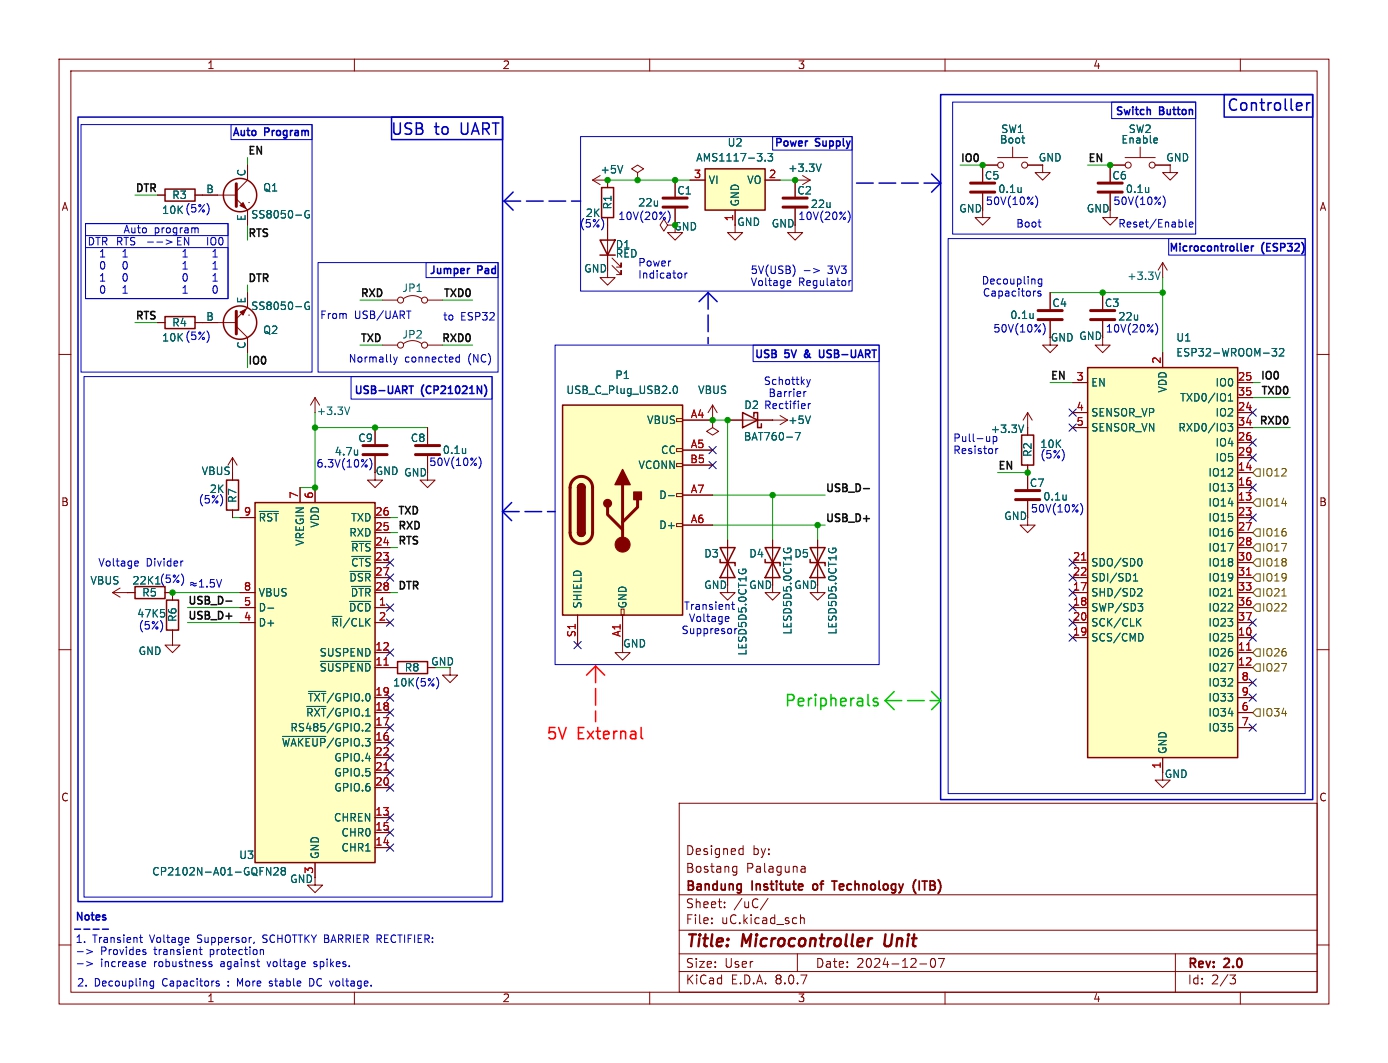 1
2
3
4
A
B
C
USB to UART
Auto Program
EN
DTR
R3
10K(5%)
B
C
E
Q1
SS8050-G
RTS
Auto program
DTR RTS -->EN IO0
1 1 1 1
0 0 1 1
1 0 0 1
0 1 1 0
DTR
E
SS8050-G
RTS
R4
10K(5%)
B
C
Q2
IO0
Jumper Pad
RXD
JP1
TXD0
From USB/UART
to ESP32
TXD
JP2
RXD0
Normally connected (NC)
USB-UART (CP21021N)
+3.3V
C9
4.7u
6.3V(10%)
GND
C8
0.1u
50V(10%)
GND
VBUS
2K
(5%)
R7
Voltage Divider
VBUS
22K1(5%)
R5
≈1.5V
47K5
(5%)
R6
GND
USB_D-
USB_D+
9 RST
8 VBUS
5 D-
4 D+
7 VREGIN
6 VDD
TXD 26 TXD
RXD 25 RXD
RTS 24 RTS
CTS 23
DSR 27
DTR 28 DTR
DCD 1
RI/CLK 2
SUSPEND 12
SUSPEND 11
R8
GND
10K(5%)
TXT/GPIO.0 19
RXT/GPIO.1 18
RS485/GPIO.2 17
WAKEUP/GPIO.3 16
GPIO.4 22
GPIO.5 21
GPIO.6 20
CHREN 13
CHR0 15
CHR1 14
GND
3
GND
U3
CP2102N-A01-GQFN28
Power Supply
+5V
R1
2K
(5%)
D1
RED
GND
Power
Indicator
C1
22u
10V(20%)
GND
U2
AMS1117-3.3
3 VI
VO 2
GND
1
GND
+3.3V
C2
22u
10V(20%)
GND
5V(USB) -> 3V3
Voltage Regulator
USB 5V & USB-UART
P1
USB_C_Plug_USB2.0
VBUS
Schottky
Barrier
Rectifier
D2
BAT760-7
+5V
VBUS A4
CC A5
VCONN B5
D- A7
D+ A6
USB_D-
USB_D+
SHIELD
S1
GND
A1
GND
D3
GND
LESD5D5.0CT1G
D4
GND
LESD5D5.0CT1G
D5
GND
LESD5D5.0CT1G
Transient
Voltage
Suppresor
5V External
Peripherals
Controller
Switch Button
SW1
Boot
IO0
GND
C5
0.1u
50V(10%)
GND
Boot
SW2
Enable
EN
GND
C6
0.1u
50V(10%)
GND
Reset/Enable
Microcontroller (ESP32)
Decoupling
Capacitors
+3.3V
C4
0.1u
50V(10%)
GND
C3
22u
10V(20%)
GND
U1
ESP32-WROOM-32
2
VDD
EN 3 EN
4 SENSOR_VP
5 SENSOR_VN
Pull-up
Resistor
+3.3V
R2
10K
(5%)
EN
C7
0.1u
50V(10%)
GND
21 SDO/SD0
22 SDI/SD1
17 SHD/SD2
18 SWP/SD3
20 SCK/CLK
19 SCS/CMD
IO0 25 IO0
TXD0/IO1 35 TXD0
IO2 24
RXD0/IO3 34 RXD0
IO4 26
IO5 29
IO12 14 IO12
IO13 16
IO14 13 IO14
IO15 23
IO16 27 IO16
IO17 28 IO17
IO18 30 IO18
IO19 31 IO19
IO21 33 IO21
IO22 36 IO22
IO23 37
IO25 10
IO26 11 IO26
IO27 12 IO27
IO32 8
IO33 9
IO34 6 IO34
IO35 7
GND
1
GND
Notes
----
1. Transient Voltage Suppersor, SCHOTTKY BARRIER RECTIFIER:
-> Provides transient protection
-> increase robustness against voltage spikes.
2. Decoupling Capacitors : More stable DC voltage.
Designed by:
Bostang Palaguna
Bandung Institute of Technology (ITB)
Sheet: /uC/
File: uC.kicad_sch
Title: Microcontroller Unit
Size: User
Date: 2024-12-07
Rev: 2.0
KiCad E.D.A. 8.0.7
Id: 2/3
A
B
C
1
2
3
4